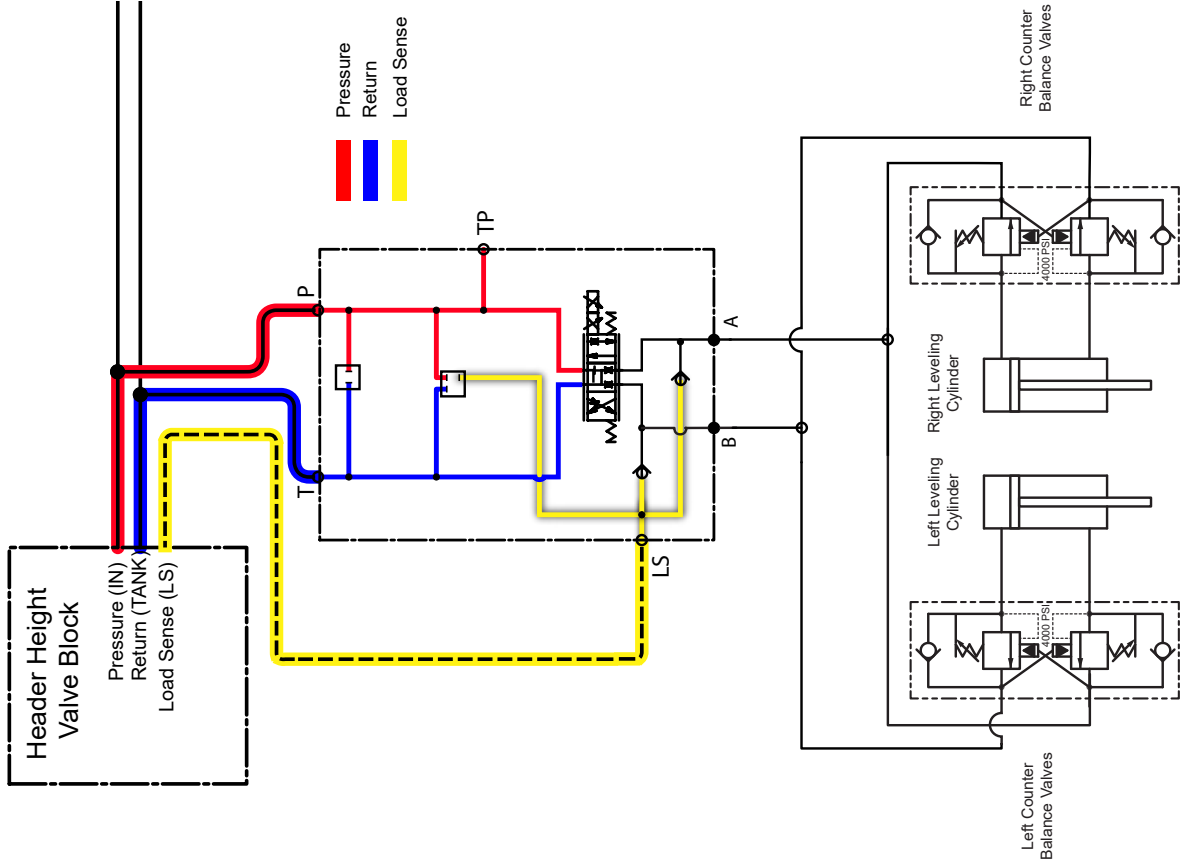 Header Height
Valve Block
Pressure (IN)
Return (TANK)
Load Sense (LS)
Pressure
Return
Load Sense
P
T
TP
LS
A
B
Right Counter
Balance Valves
4000 PSI
Right Leveling
Cylinder
Left Leveling
Cylinder
4000 PSI
Left Counter
Balance Valves